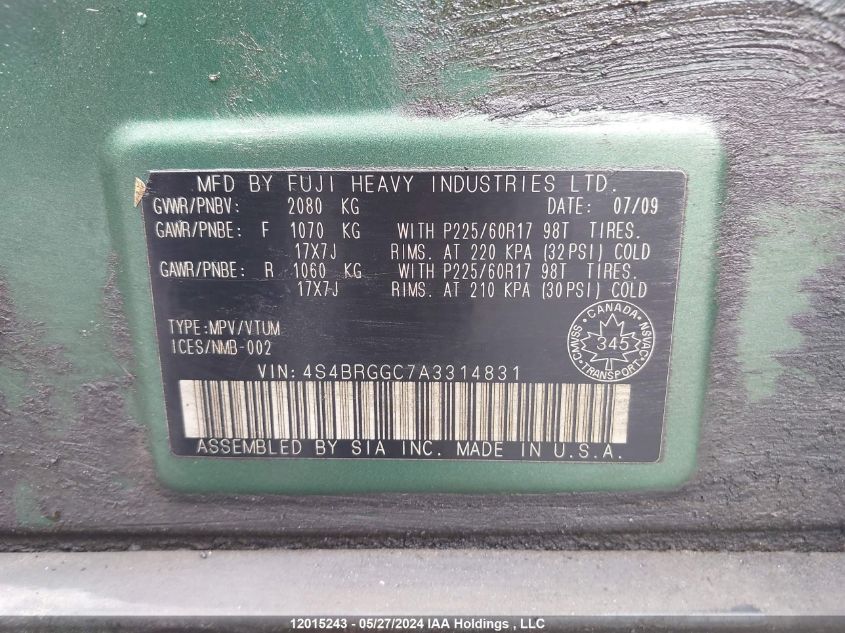 MFD BY FUJI HEAVY INDUSTRIES LTD.
GVWR/PNBV: 2080 KG DATE: 07/09
GAWR/PNBE: F 1070 KG WITH P225/60R17 98T TIRES.
17X7J RIMS. AT 220 KPA (32PSI) COLD
GAWR/PNBE: R 1060 KG WITH P225/60R17 98T TIRES.
17X7J RIMS. AT 210 KPA (30PSI) COLD
TYPE:MPV/VTUM
ICES/NMB-002
CANADA
CMVSS 345 NSVAC
TRANSPORT
VIN: 4S4BRGGC7A3314831
ASSEMBLED BY SIA INC. MADE IN U.S.A.
12015243 - 05/27/2024 IAA Holdings , LLC